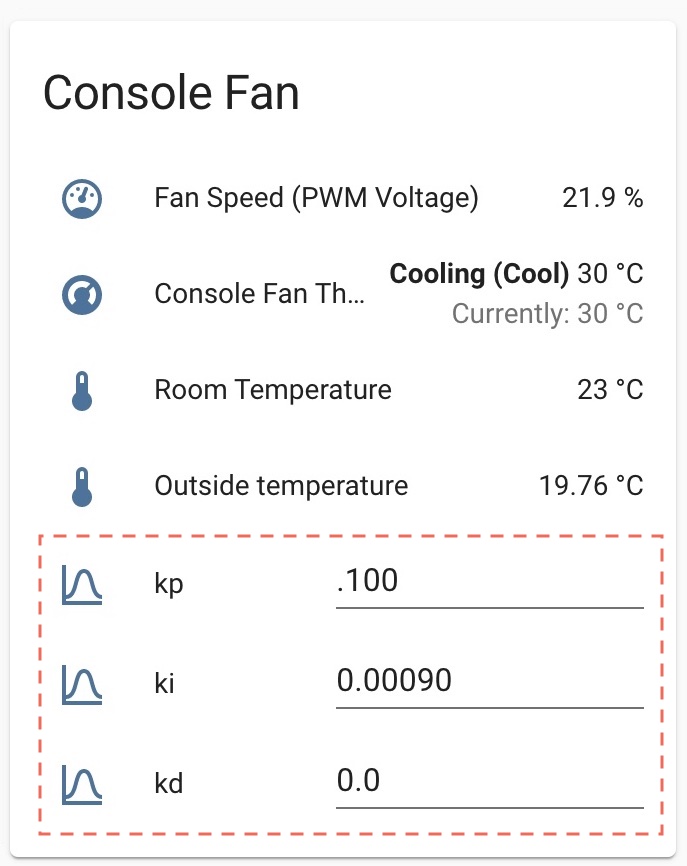 Console Fan
Fan Speed (PWM Voltage) 21.9 %
Console Fan Th... Cooling (Cool) 30 °C
Currently: 30 °C
Room Temperature 23 °C
Outside temperature 19.76 °C
kp .100
ki 0.00090
kd 0.0